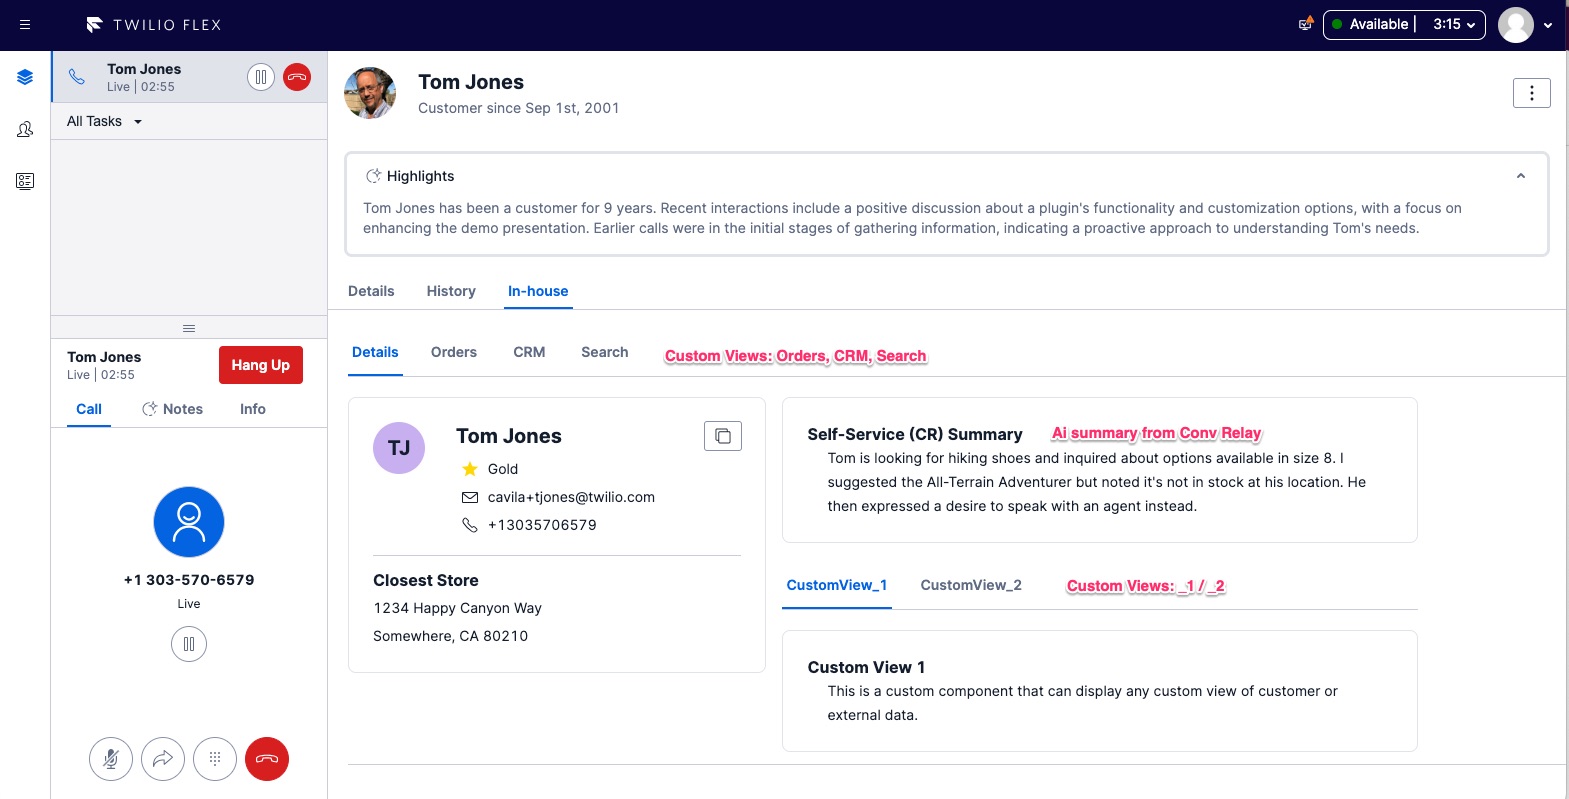 TWILIO FLEX
Available | 3:15
Tom Jones
Live | 02:55
All Tasks
Tom Jones
Live | 02:55
Hang Up
Call Notes Info
+1 303-570-6579
Live
Tom Jones
Customer since Sep 1st, 2001
Highlights
Tom Jones has been a customer for 9 years. Recent interactions include a positive discussion about a plugin's functionality and customization options, with a focus on
enhancing the demo presentation. Earlier calls were in the initial stages of gathering information, indicating a proactive approach to understanding Tom's needs.
Details History In-house
Details Orders CRM Search Custom Views: Orders, CRM, Search
TJ
Tom Jones
Gold
cavila+tjones@twilio.com
+13035706579
Closest Store
1234 Happy Canyon Way
Somewhere, CA 80210
Self-Service (CR) Summary Ai summary from Conv Relay
Tom is looking for hiking shoes and inquired about options available in size 8. I
suggested the All-Terrain Adventurer but noted it's not in stock at his location. He
then expressed a desire to speak with an agent instead.
CustomView_1 CustomView_2 Custom Views: _1 / _2
Custom View 1
This is a custom component that can display any custom view of customer or
external data.